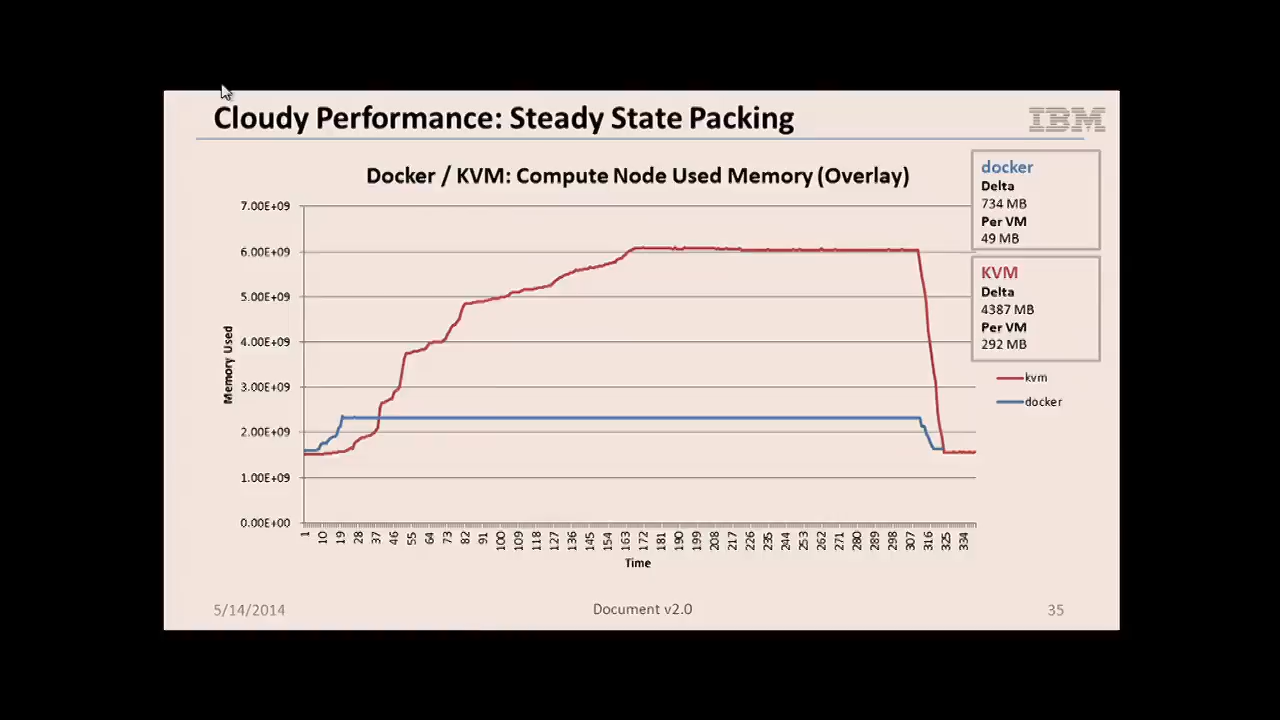 Cloudy Performance: Steady State Packing
IBM
Docker / KVM: Compute Node Used Memory (Overlay)
docker
Delta
734 MB
Per VM
49 MB
KVM
Delta
4387 MB
Per VM
292 MB
kvm
docker
Memory Used
7.00E+09
6.00E+09
5.00E+09
4.00E+09
3.00E+09
2.00E+09
1.00E+09
0.00E+00
1 10 19 28 37 46 55 64 73 82 91 100 109 118 127 136 145 154 163 172 181 190 199 208 217 226 235 244 253 262 271 280 289 298 307 316 325 334
Time
5/14/2014
Document v2.0
35